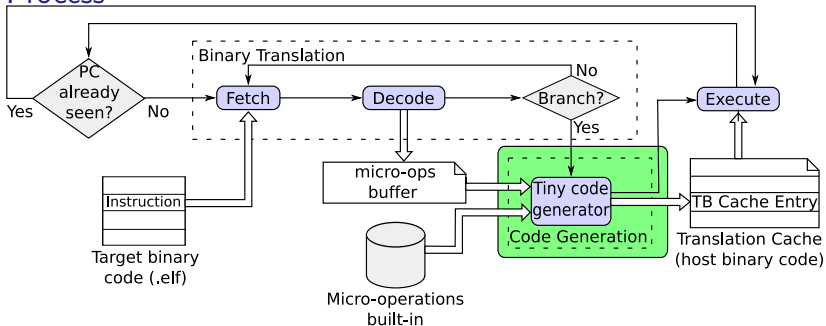 Process
Binary Translation
PC
already
seen?
Yes
No
Fetch
Decode
Branch?
No
Yes
Execute
micro-ops
buffer
Instruction
Tiny code
generator
Code Generation
TB Cache Entry
Target binary
code (.elf)
Translation Cache
(host binary code)
Micro-operations
built-in